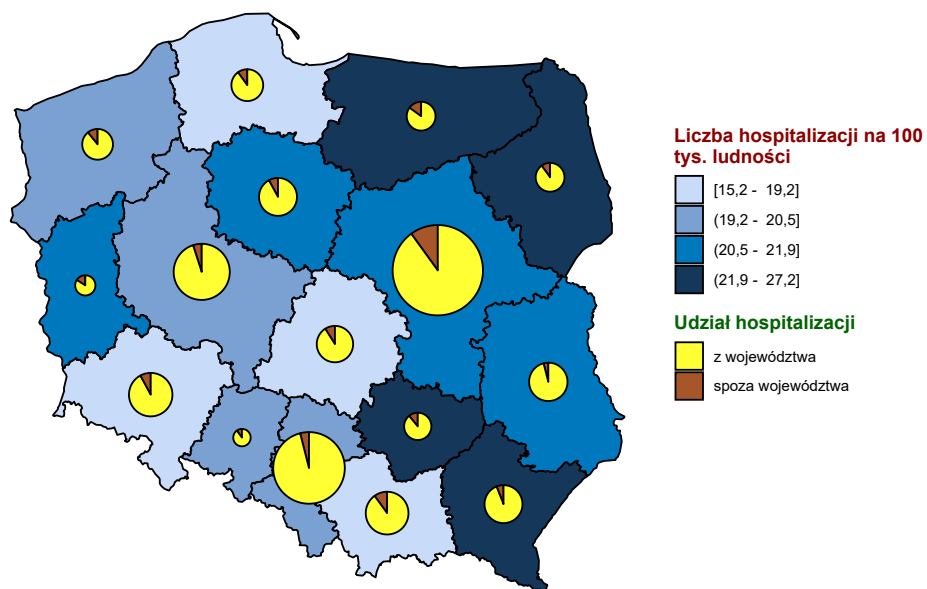 Liczba hospitalizacji na 100
tys. ludności
[15,2 - 19,2]
(19,2 - 20,5]
(20,5 - 21,9]
(21,9 - 27,2]
Udział hospitalizacji
z województwa
spoza województwa